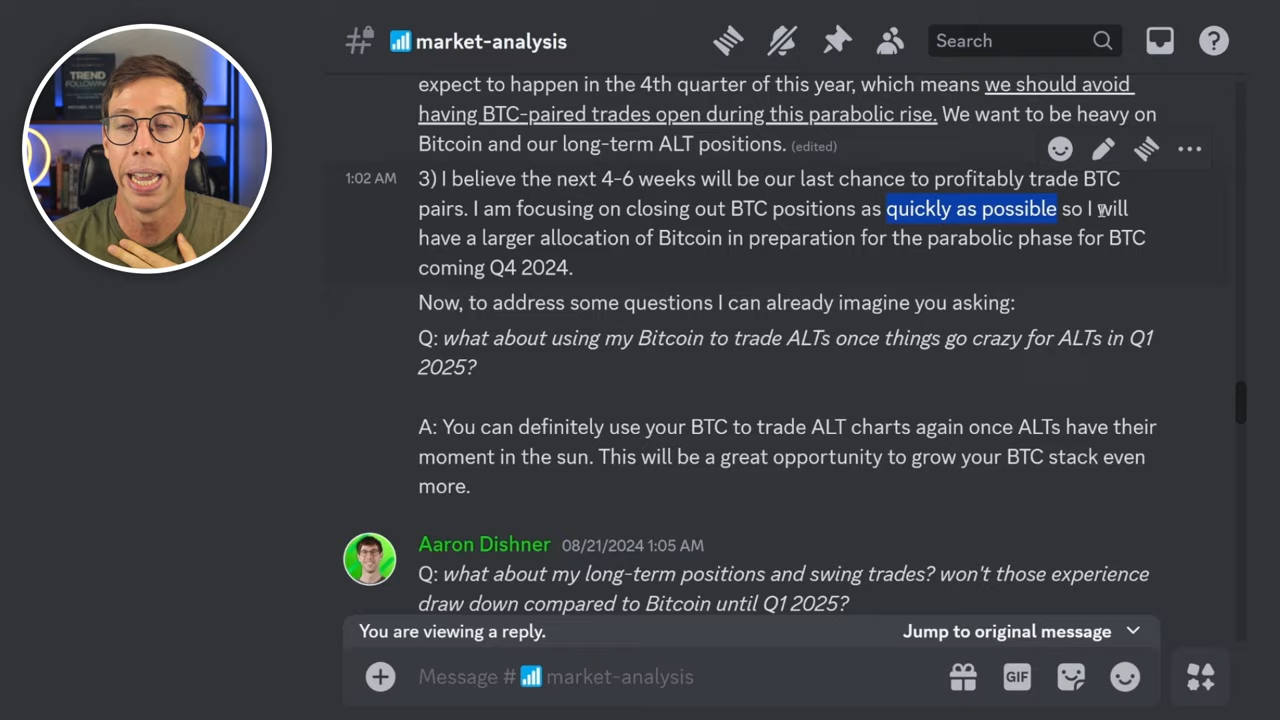 TREND
FOLLOWING
market-analysis
Search
expect to happen in the 4th quarter of this year, which means we should avoid
having BTC-paired trades open during this parabolic rise. We want to be heavy on
Bitcoin and our long-term ALT positions. (edited)
1:02 AM
3) I believe the next 4-6 weeks will be our last chance to profitably trade BTC
pairs. I am focusing on closing out BTC positions as quickly as possible so I will
have a larger allocation of Bitcoin in preparation for the parabolic phase for BTC
coming Q4 2024.
Now, to address some questions I can already imagine you asking:
Q: what about using my Bitcoin to trade ALTs once things go crazy for ALTs in Q1
2025?
A: You can definitely use your BTC to trade ALT charts again once ALTs have their
moment in the sun. This will be a great opportunity to grow your BTC stack even
more.
Aaron Dishner 08/21/2024 1:05 AM
Q: what about my long-term positions and swing trades? won't those experience
draw down compared to Bitcoin until Q1 2025?
You are viewing a reply.
Jump to original message
Message # market-analysis
GIF